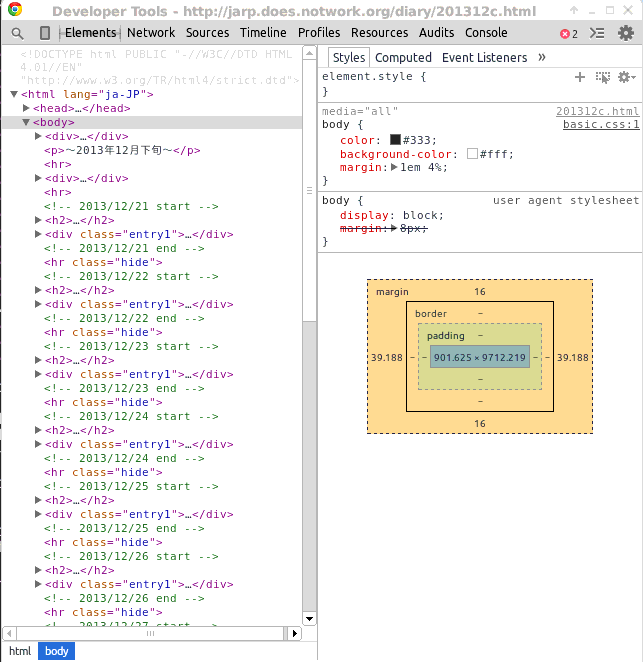 Developer Tools - http://jarp.does.notwork.org/diary/201312c.html
Elements Network Sources Timeline Profiles Resources Audits Console
2
<!DOCTYPE html PUBLIC "-//W3C//DTD HTML
4.01//EN"
"http://www.w3.org/TR/html4/strict.dtd">
<html lang="ja-JP">
<head>…</head>
<body>
<div>…</div>
<p>～2013年12月下旬～</p>
<hr>
<div>…</div>
<hr>
<!-- 2013/12/21 start -->
<h2>…</h2>
<div class="entry1">…</div>
<!-- 2013/12/21 end -->
<hr class="hide">
<!-- 2013/12/22 start -->
<h2>…</h2>
<div class="entry1">…</div>
<!-- 2013/12/22 end -->
<hr class="hide">
<!-- 2013/12/23 start -->
<h2>…</h2>
<div class="entry1">…</div>
<!-- 2013/12/23 end -->
<hr class="hide">
<!-- 2013/12/24 start -->
<h2>…</h2>
<div class="entry1">…</div>
<!-- 2013/12/24 end -->
<hr class="hide">
<!-- 2013/12/25 start -->
<h2>…</h2>
<div class="entry1">…</div>
<!-- 2013/12/25 end -->
<hr class="hide">
<!-- 2013/12/26 start -->
<h2>…</h2>
<div class="entry1">…</div>
<!-- 2013/12/26 end -->
<hr class="hide">
<!-- 2013/12/27 start -->
html body
Styles Computed Event Listeners »
element.style {
}
media="all" 201312c.html
body { basic.css:1
color: #333;
background-color: #fff;
margin: 1em 4%;
}
body { user agent stylesheet
display: block;
margin: 8px;
}
margin 16
border –
padding –
39.188 – – 901.625 × 9712.219 – – 39.188
–
–
16